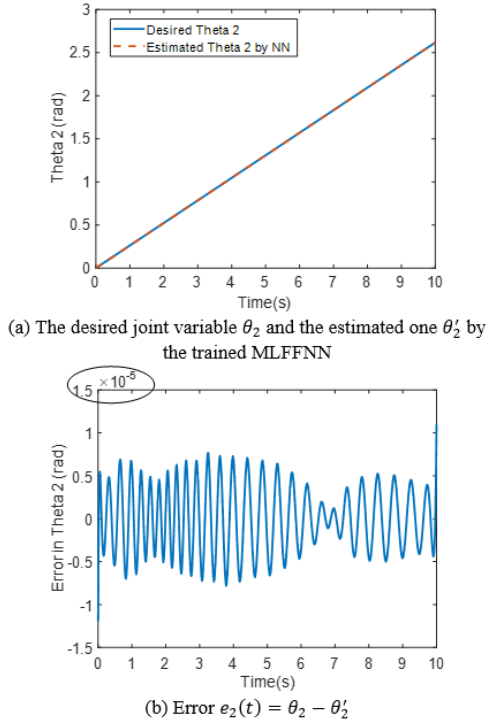 3
2.5
2
1.5
1
0.5
0
Theta 2 (rad)
Desired Theta 2
Estimated Theta 2 by NN
0 1 2 3 4 5 6 7 8 9 10
Time(s)
(a) The desired joint variable θ₂ and the estimated one θ₂′ by
the trained MLFFNN
1.5 ×10⁻⁵
1
0.5
0
-0.5
-1
-1.5
Error in Theta 2 (rad)
0 1 2 3 4 5 6 7 8 9 10
Time(s)
(b) Error e₂(t) = θ₂ − θ₂′